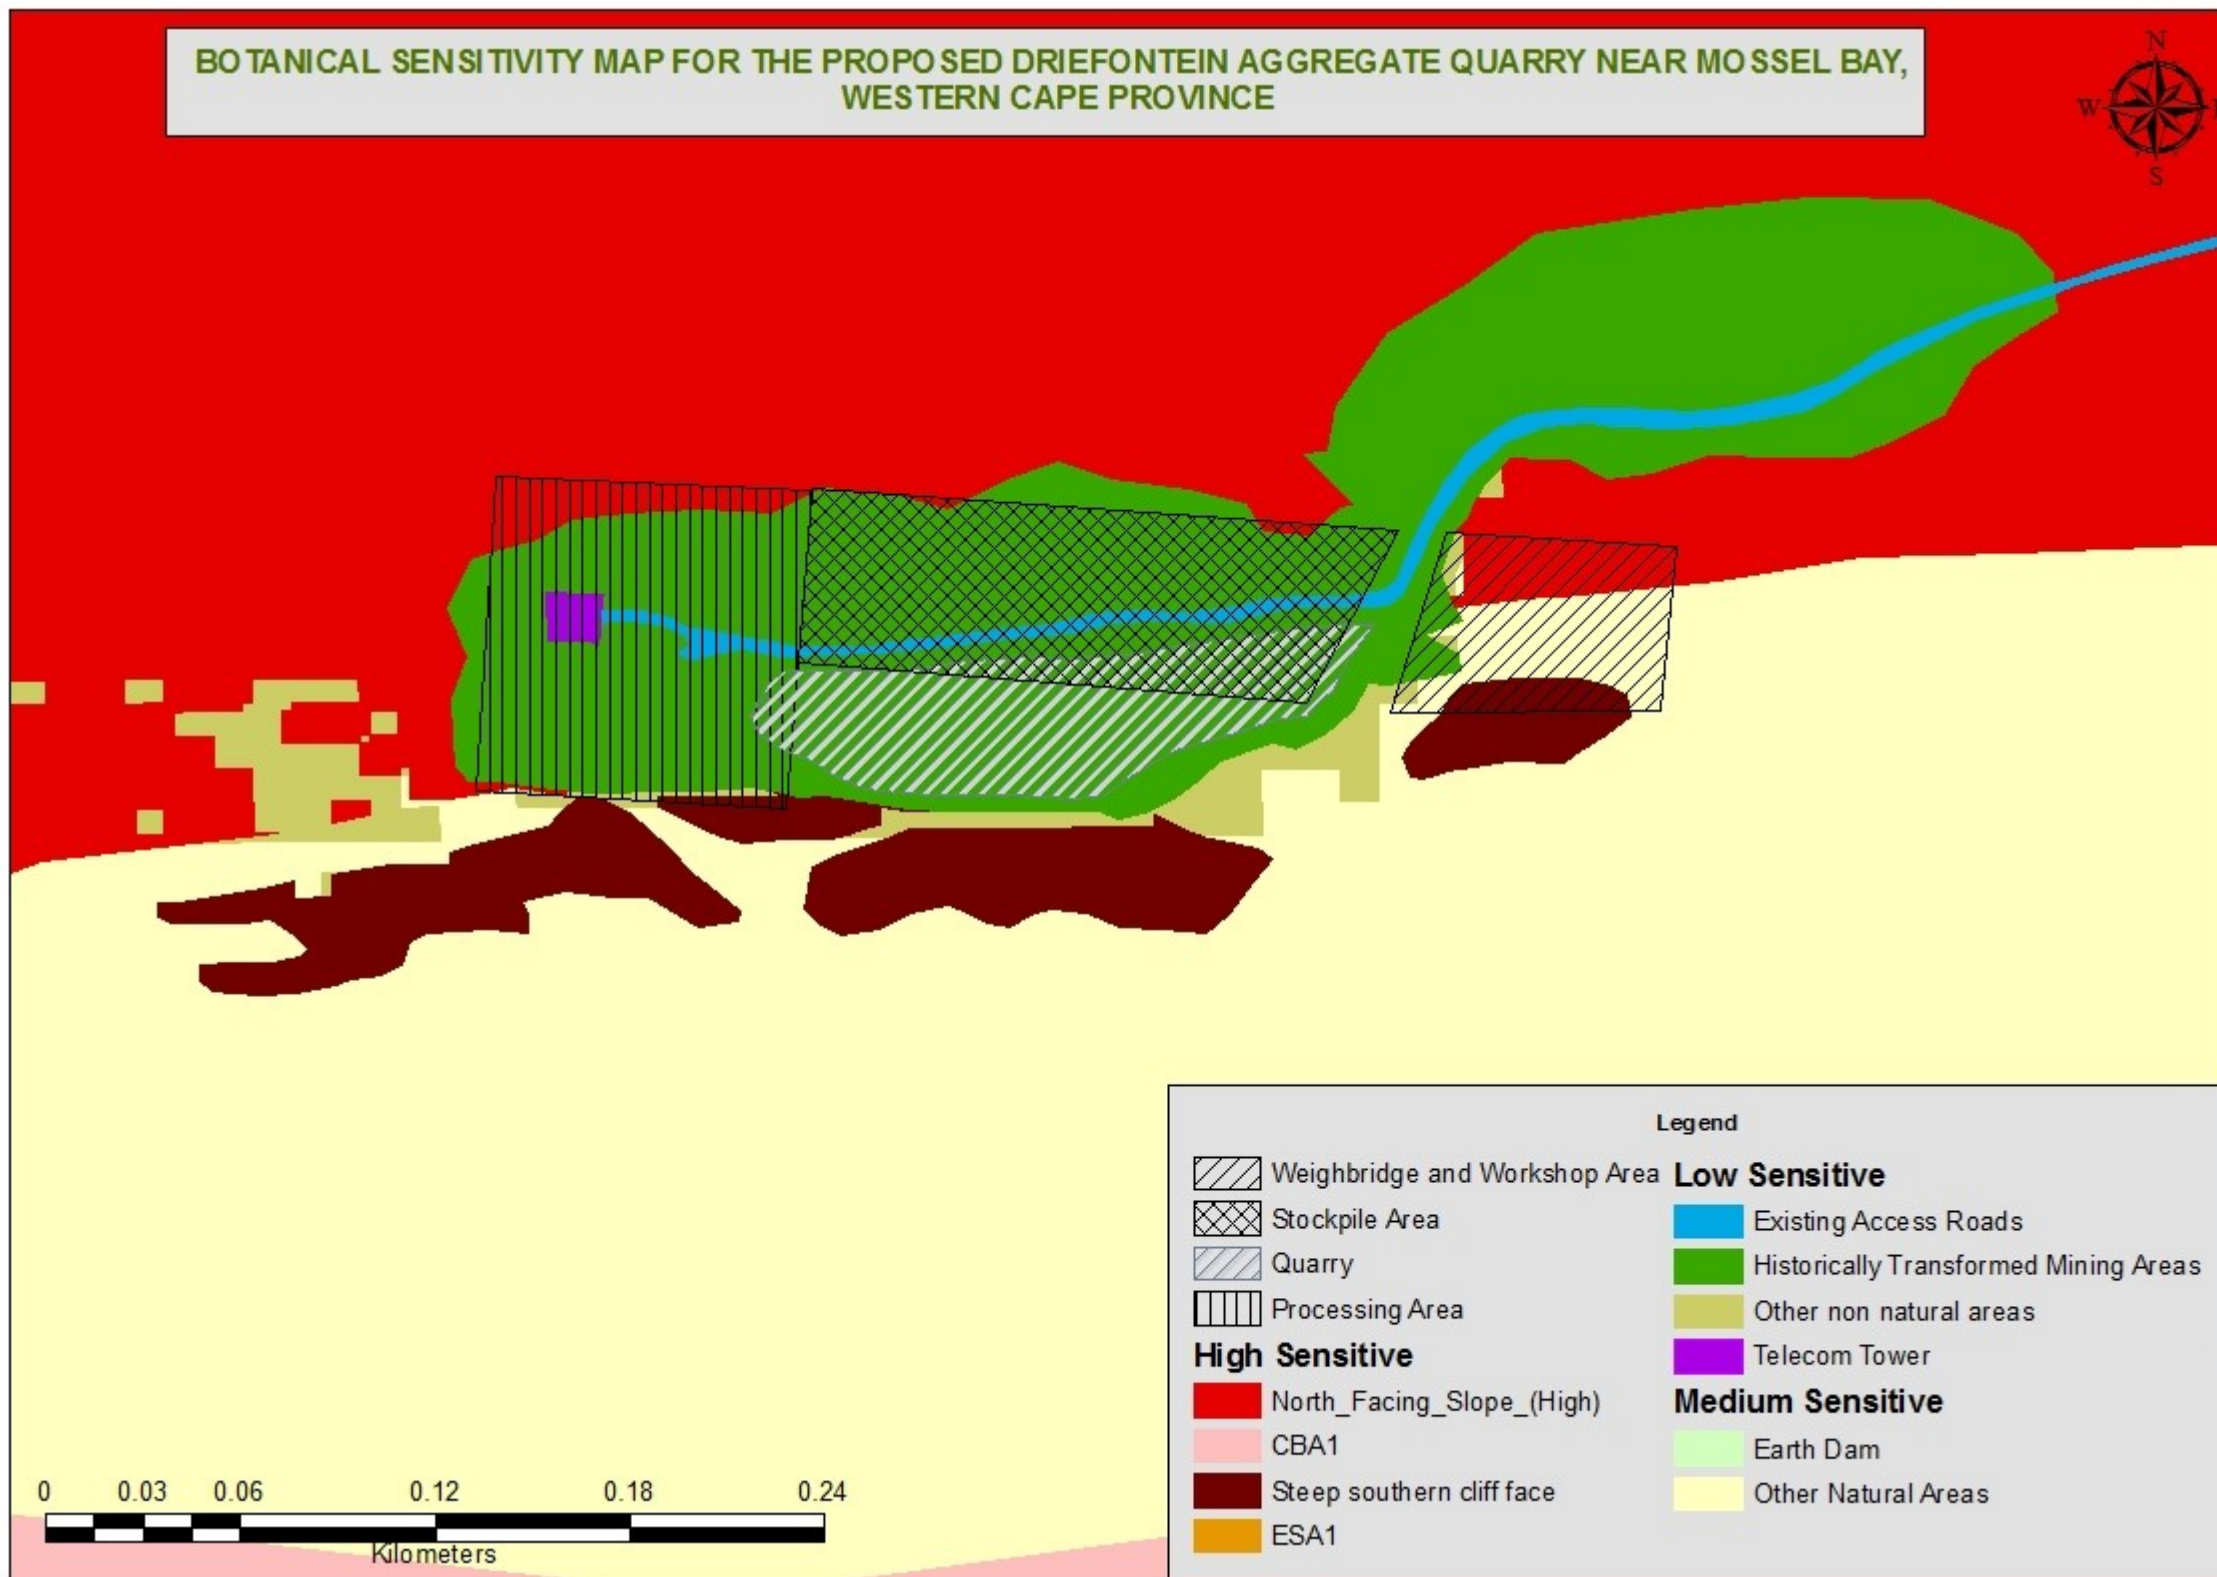 BOTANICAL SENSITIVITY MAP FOR THE PROPOSED DRIEFONTEIN AGGREGATE QUARRY NEAR MOSSEL BAY,
WESTERN CAPE PROVINCE
N
W
S
Legend
Weighbridge and Workshop Area
Stockpile Area
Quarry
Processing Area
High Sensitive
North_Facing_Slope_(High)
CBA1
Steep southern cliff face
ESA1
Low Sensitive
Existing Access Roads
Historically Transformed Mining Areas
Other non natural areas
Telecom Tower
Medium Sensitive
Earth Dam
Other Natural Areas
0 0.03 0.06 0.12 0.18 0.24
Kilometers